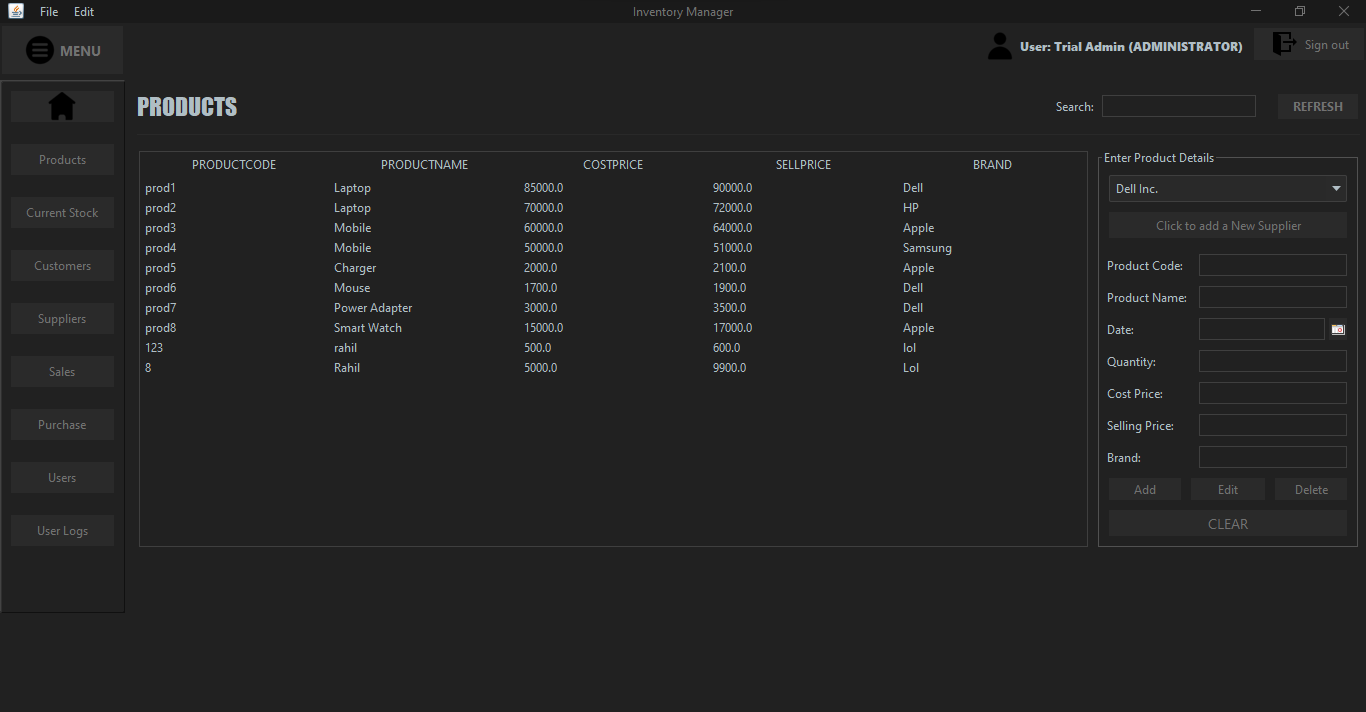 File Edit Inventory Manager
MENU
User: Trial Admin (ADMINISTRATOR) Sign out
PRODUCTS
Search: REFRESH
Products
Current Stock
Customers
Suppliers
Sales
Purchase
Users
User Logs
PRODUCTCODE PRODUCTNAME COSTPRICE SELLPRICE BRAND
prod1 Laptop 85000.0 90000.0 Dell
prod2 Laptop 70000.0 72000.0 HP
prod3 Mobile 60000.0 64000.0 Apple
prod4 Mobile 50000.0 51000.0 Samsung
prod5 Charger 2000.0 2100.0 Apple
prod6 Mouse 1700.0 1900.0 Dell
prod7 Power Adapter 3000.0 3500.0 Dell
prod8 Smart Watch 15000.0 17000.0 Apple
123 rahil 500.0 600.0 lol
8 Rahil 5000.0 9900.0 Lol
Enter Product Details
Dell Inc.
Click to add a New Supplier
Product Code:
Product Name:
Date:
Quantity:
Cost Price:
Selling Price:
Brand:
Add Edit Delete
CLEAR